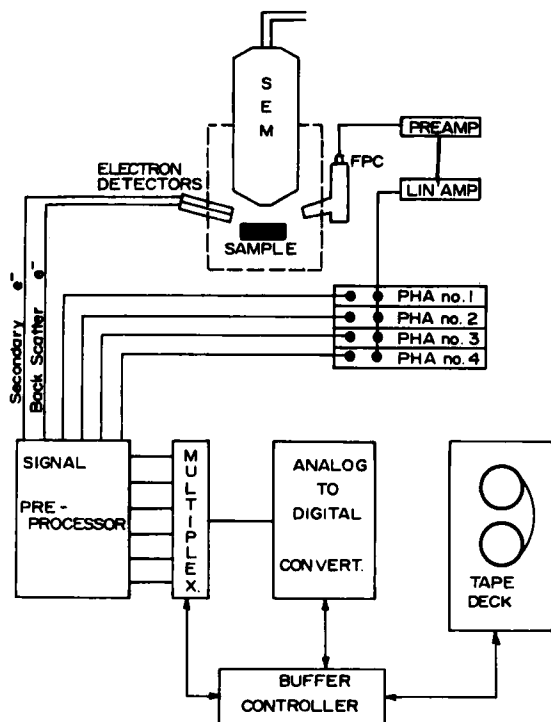 S
E
M
PREAMP
ELECTRON
DETECTORS
FPC
LIN AMP
SAMPLE
Secondary e⁻
Back Scatter e⁻
PHA no. 1
PHA no. 2
PHA no. 3
PHA no. 4
SIGNAL
PRE-
PROCESSOR
M
U
L
T
I
P
L
E
X.
ANALOG
TO
DIGITAL
CONVERT.
TAPE
DECK
BUFFER
CONTROLLER